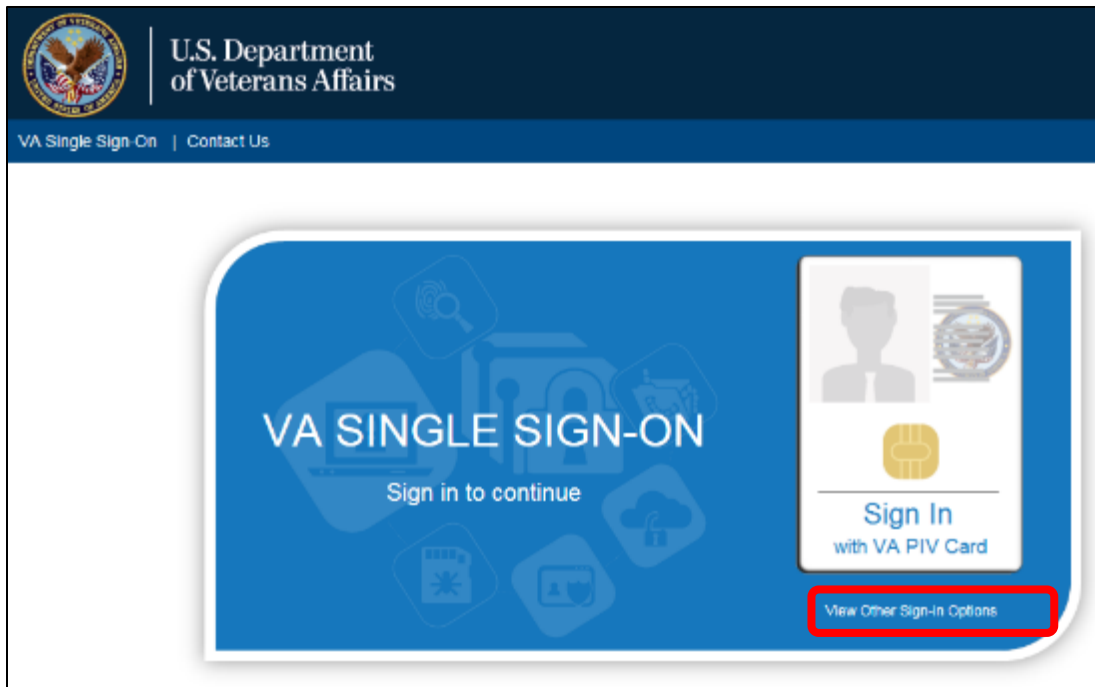 U.S. Department
of Veterans Affairs
VA Single Sign-On | Contact Us
VA SINGLE SIGN-ON
Sign in to continue
Sign In
with VA PIV Card
View Other Sign-In Options